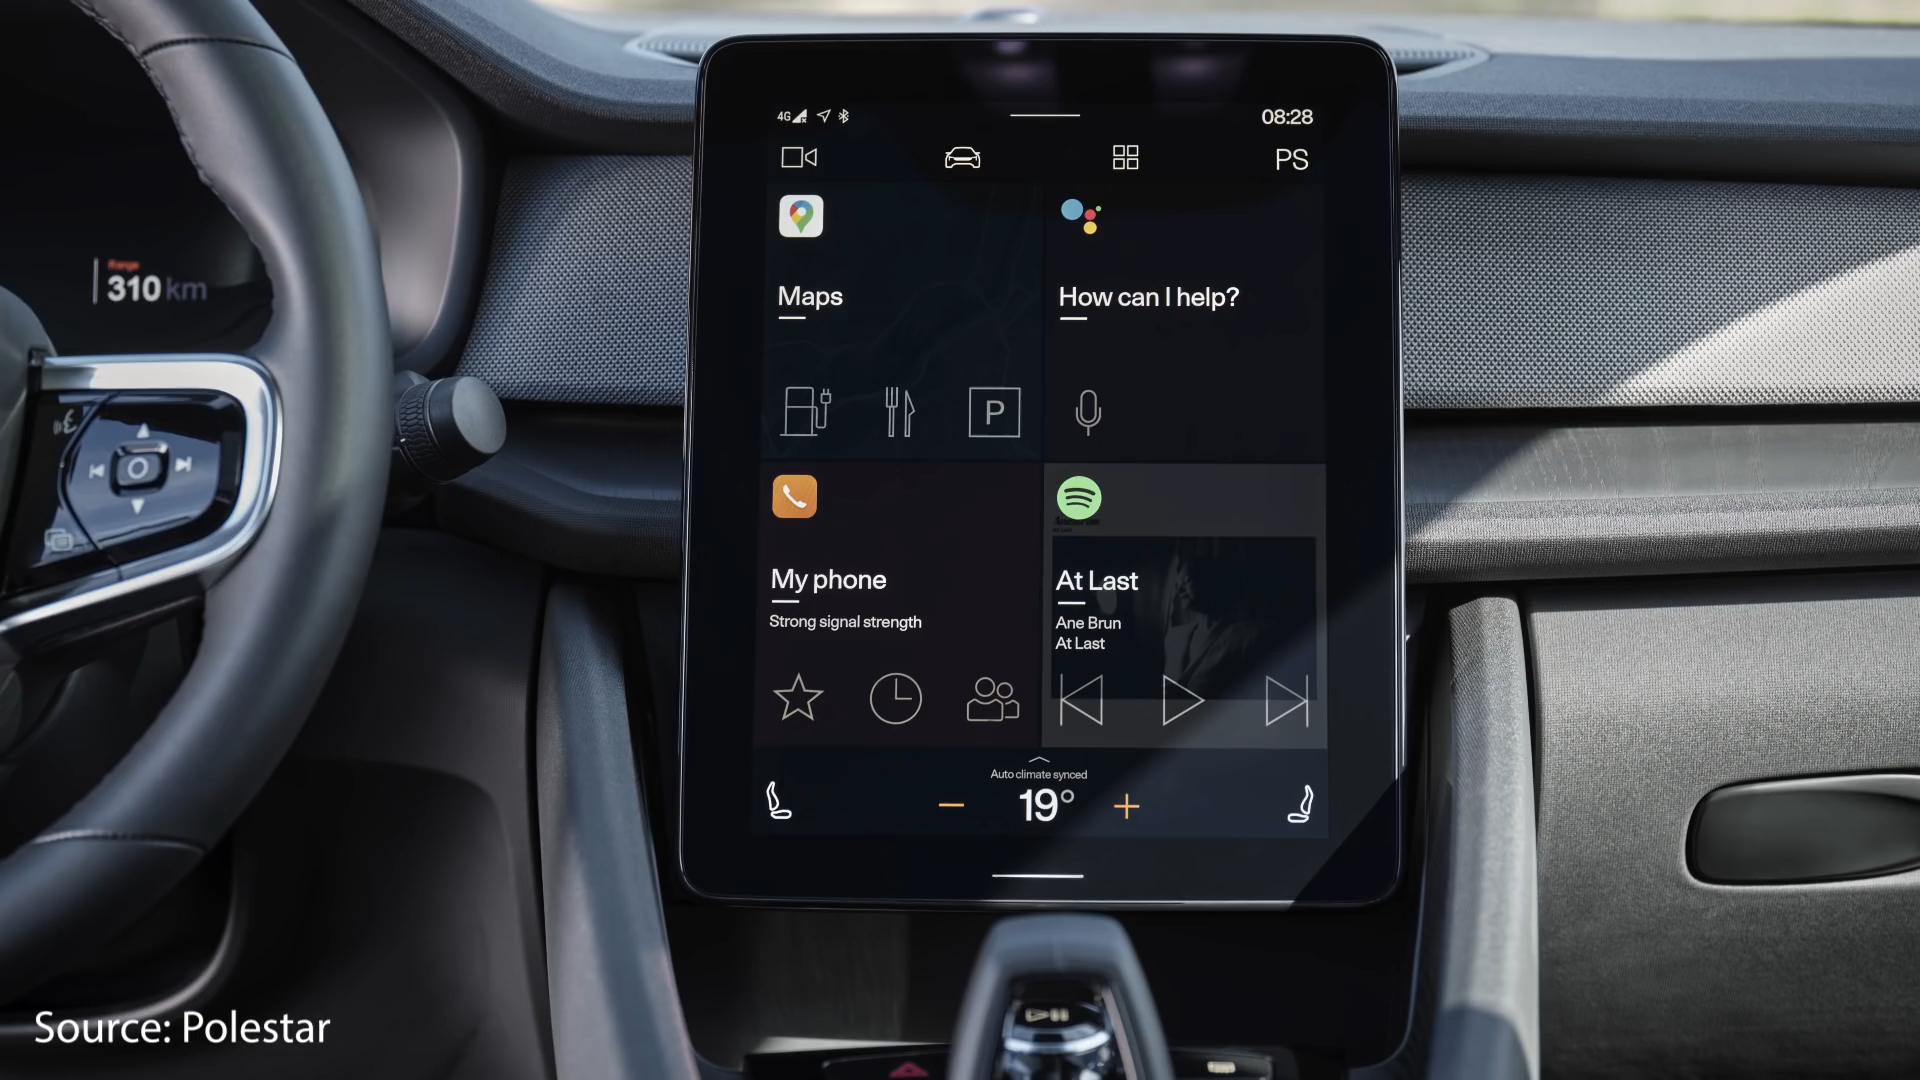 4G
08:28
PS
Maps
How can I help?
P
Range
310 km
My phone
Strong signal strength
At Last
Ane Brun
At Last
Auto climate synced
19°
Source: Polestar